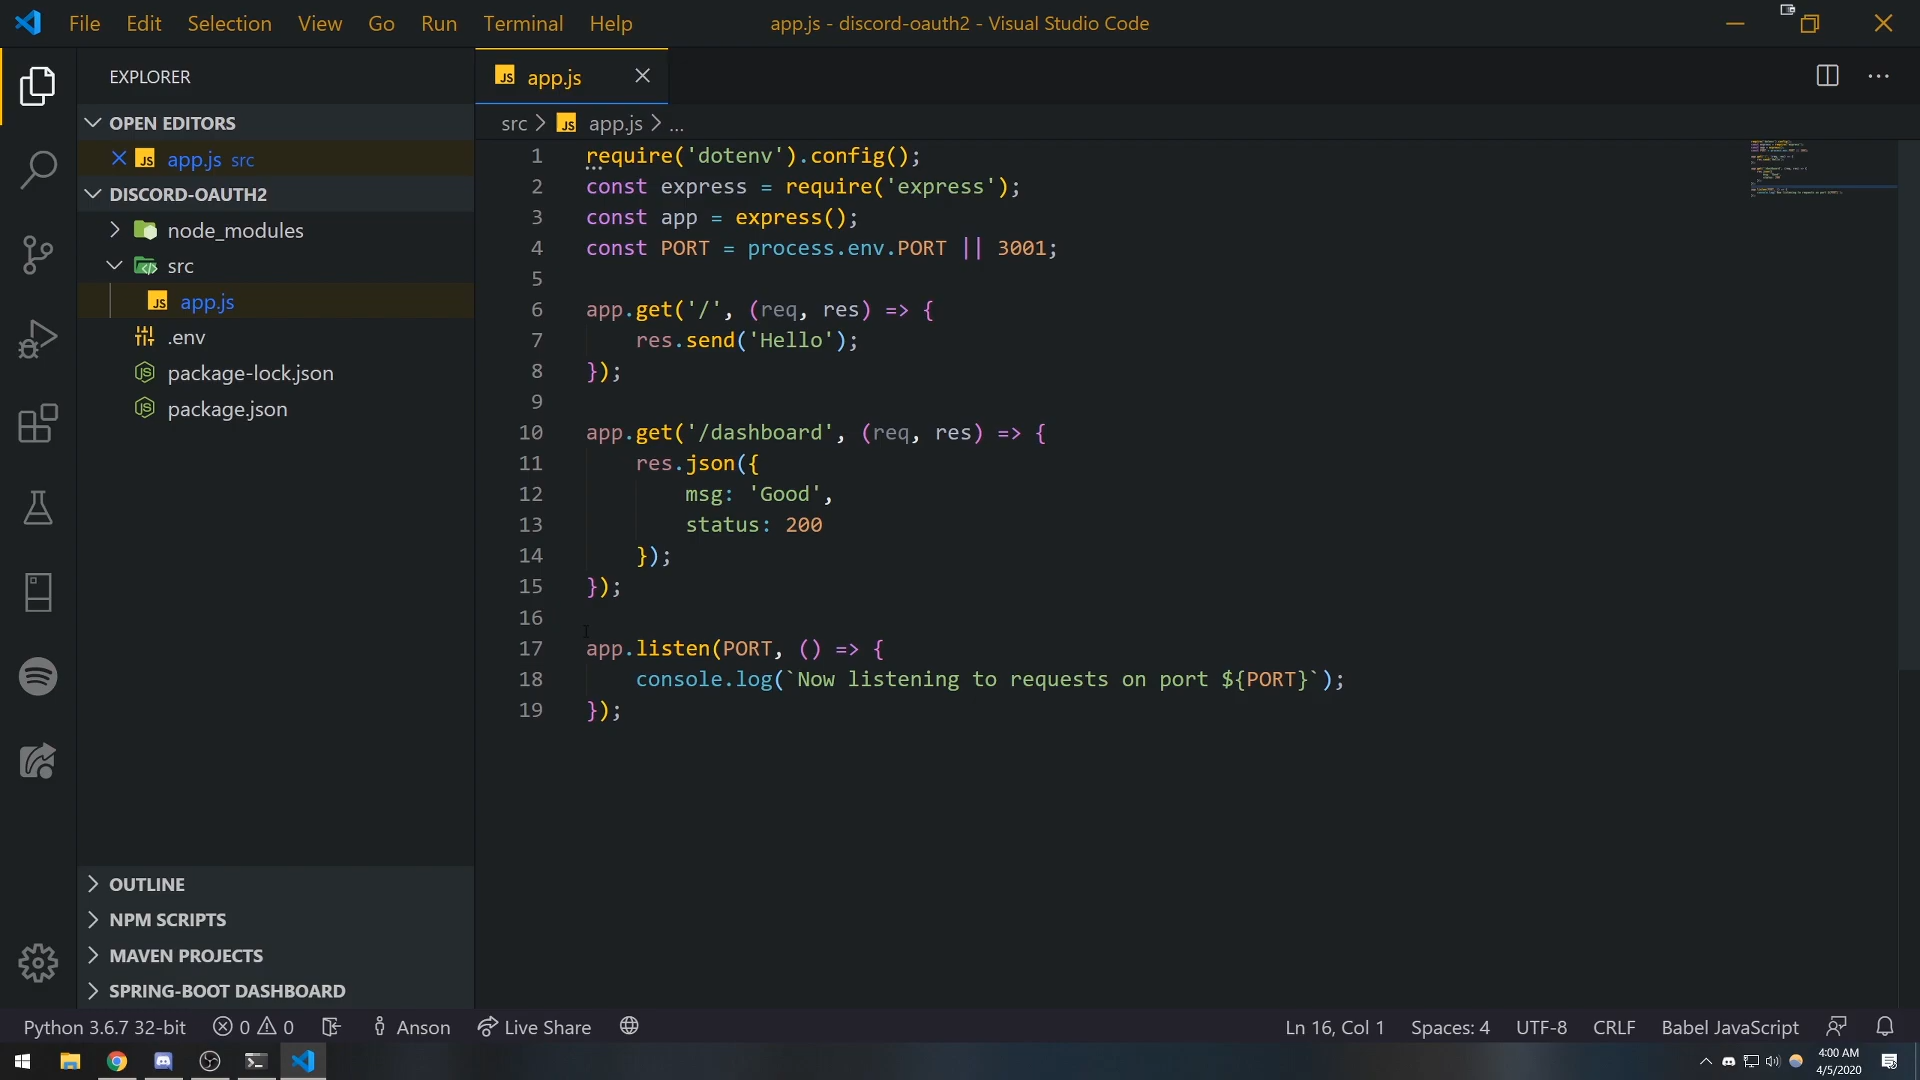 File Edit Selection View Go Run Terminal Help
app.js - discord-oauth2 - Visual Studio Code
EXPLORER
OPEN EDITORS
JS app.js src
DISCORD-OAUTH2
node_modules
src
JS app.js
.env
package-lock.json
package.json
OUTLINE
NPM SCRIPTS
MAVEN PROJECTS
SPRING-BOOT DASHBOARD
JS app.js
src > JS app.js > ...
1 require('dotenv').config();
2 const express = require('express');
3 const app = express();
4 const PORT = process.env.PORT || 3001;
5
6 app.get('/', (req, res) => {
7 res.send('Hello');
8 });
9
10 app.get('/dashboard', (req, res) => {
11 res.json({
12 msg: 'Good',
13 status: 200
14 });
15 });
16
17 app.listen(PORT, () => {
18 console.log(`Now listening to requests on port ${PORT}`);
19 });
Python 3.6.7 32-bit 0 0 Anson Live Share Ln 16, Col 1 Spaces: 4 UTF-8 CRLF Babel JavaScript
4:00 AM
4/5/2020